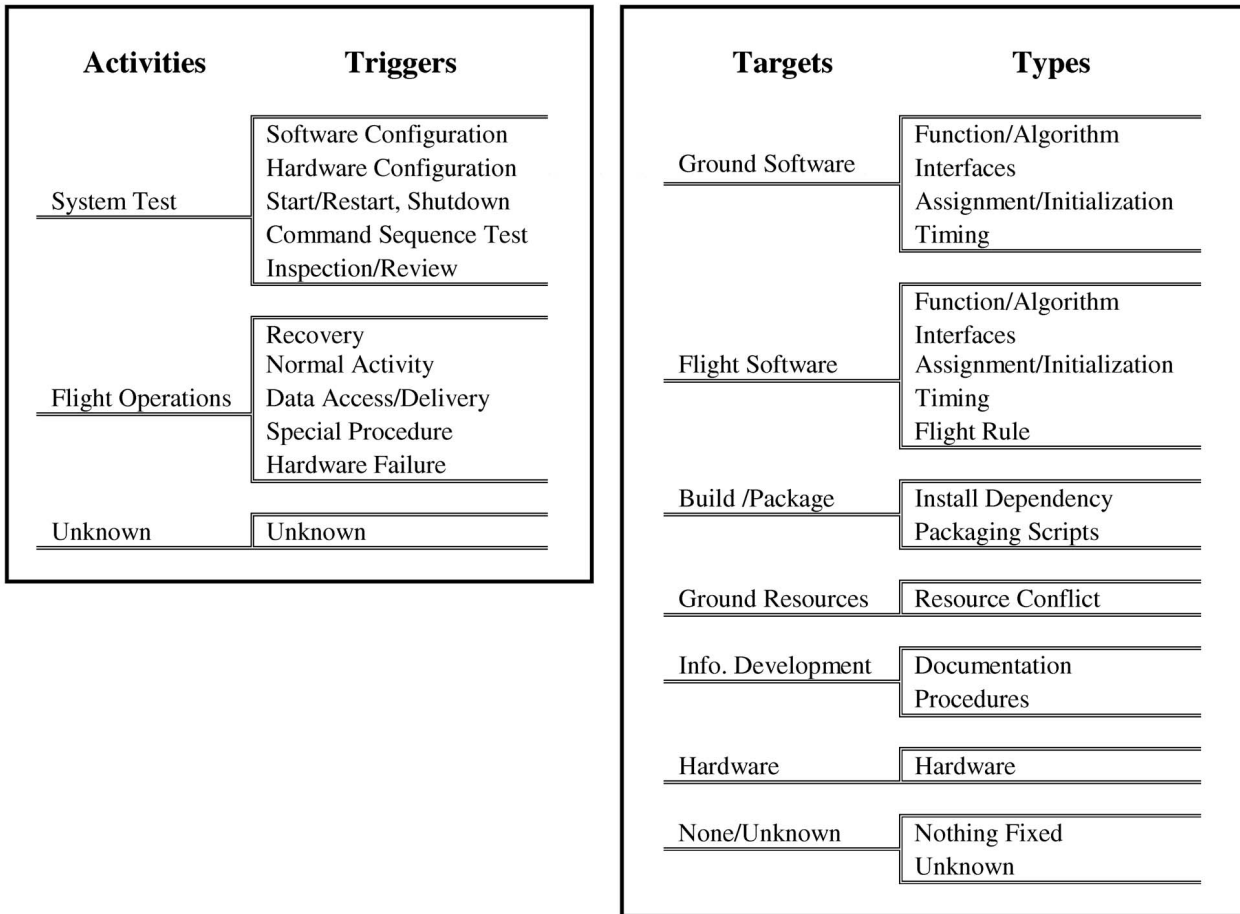 Activities Triggers
Software Configuration
Hardware Configuration
System Test Start/Restart, Shutdown
Command Sequence Test
Inspection/Review
Recovery
Normal Activity
Flight Operations Data Access/Delivery
Special Procedure
Hardware Failure
Unknown Unknown
Targets Types
Function/Algorithm
Ground Software Interfaces
Assignment/Initialization
Timing
Function/Algorithm
Interfaces
Flight Software Assignment/Initialization
Timing
Flight Rule
Build /Package Install Dependency
Packaging Scripts
Ground Resources Resource Conflict
Info. Development Documentation
Procedures
Hardware Hardware
None/Unknown Nothing Fixed
Unknown